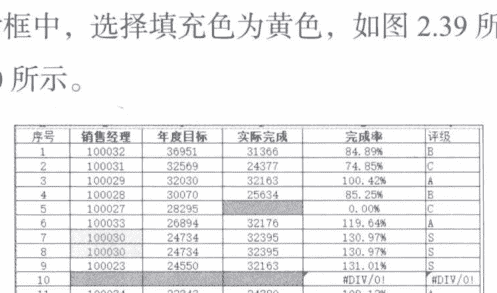 框中，选择填充色为黄色，如图 2.39 所
所示。
序号 销售经理 年度目标 实际完成 完成率 评级
1 100032 36951 31366 84.89% B
2 100031 32569 24377 74.85% C
3 100029 32030 32163 100.42% A
4 100028 30070 25634 85.25% B
5 100027 28295 0.00% C
6 100033 26894 32176 119.64% A
7 100030 24734 32395 130.97% S
8 100030 24734 32395 130.97% S
9 100023 24550 32163 131.01% S
10 #DIV/0! #DIV/0!